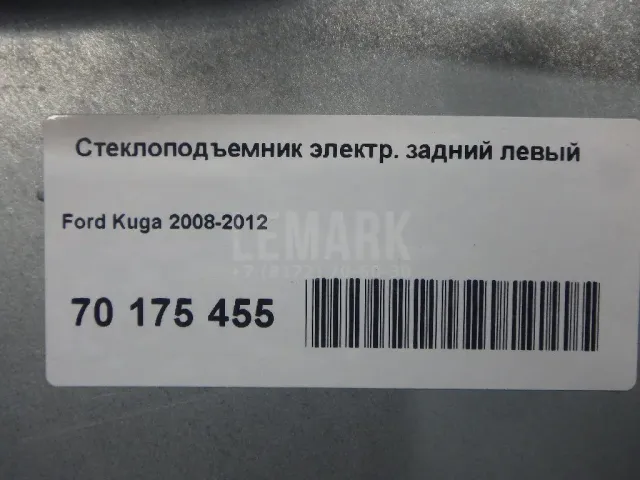 Стеклоподъемник электр. задний левый
Ford Kuga 2008-2012
LEMARK
70 175 455